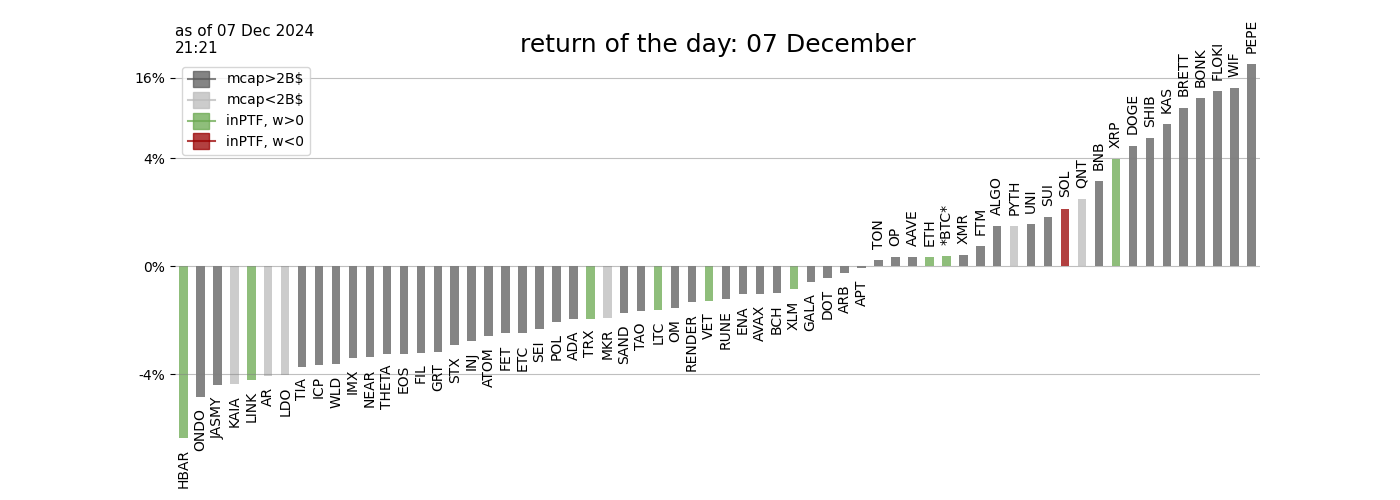 as of 07 Dec 2024
21:21
return of the day: 07 December
mcap>2B$
mcap<2B$
inPTF, w>0
inPTF, w<0
16%
4%
0%
-4%
HBAR
ONDO
JASMY
KAIA
LINK
AR
LDO
TIA
ICP
WLD
IMX
NEAR
THETA
EOS
FIL
GRT
STX
INJ
ATOM
FET
ETC
SEI
POL
ADA
TRX
MKR
SAND
TAO
LTC
OM
RENDER
VET
RUNE
ENA
AVAX
BCH
XLM
GALA
DOT
ARB
APT
TON
OP
AAVE
ETH
*BTC*
XMR
FTM
ALGO
PYTH
UNI
SUI
SOL
QNT
BNB
XRP
DOGE
SHIB
KAS
BRETT
BONK
FLOKI
WIF
PEPE